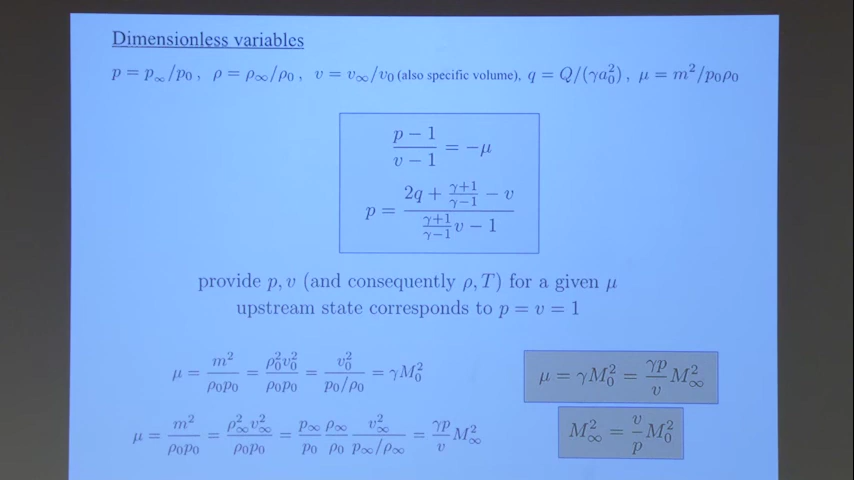 Dimensionless variables
p = p∞/p₀ , ρ = ρ∞/ρ₀ , v = v∞/v₀ (also specific volume), q = Q/(γa₀²) , μ = m²/p₀ρ₀
(p − 1)/(v − 1) = −μ
p = (2q + (γ+1)/(γ−1) − v)/((γ+1)/(γ−1) v − 1)
provide p, v (and consequently ρ, T) for a given μ
upstream state corresponds to p = v = 1
μ = m²/(ρ₀p₀) = ρ₀²v₀²/(ρ₀p₀) = v₀²/(p₀/ρ₀) = γM₀²
μ = m²/(ρ₀p₀) = ρ∞²v∞²/(ρ₀p₀) = (p∞/p₀)(ρ∞/ρ₀) v∞²/(p∞/ρ∞) = (γp/v) M∞²
μ = γM₀² = (γp/v) M∞²
M∞² = (v/p) M₀²